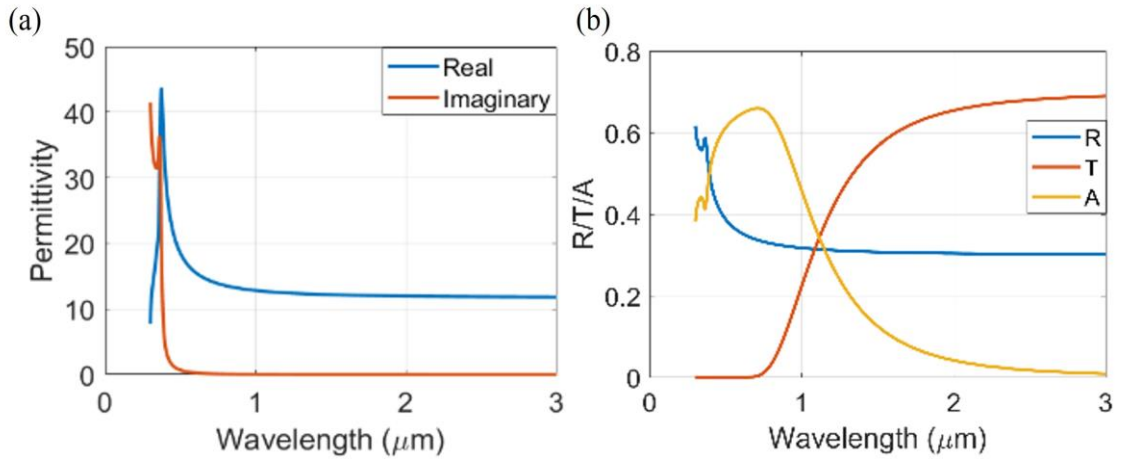 (a)
50
40
30
20
10
0
Permittivity
Real
Imaginary
0 1 2 3
Wavelength (μm)
(b)
0.8
0.6
0.4
0.2
0
R/T/A
R
T
A
0 1 2 3
Wavelength (μm)